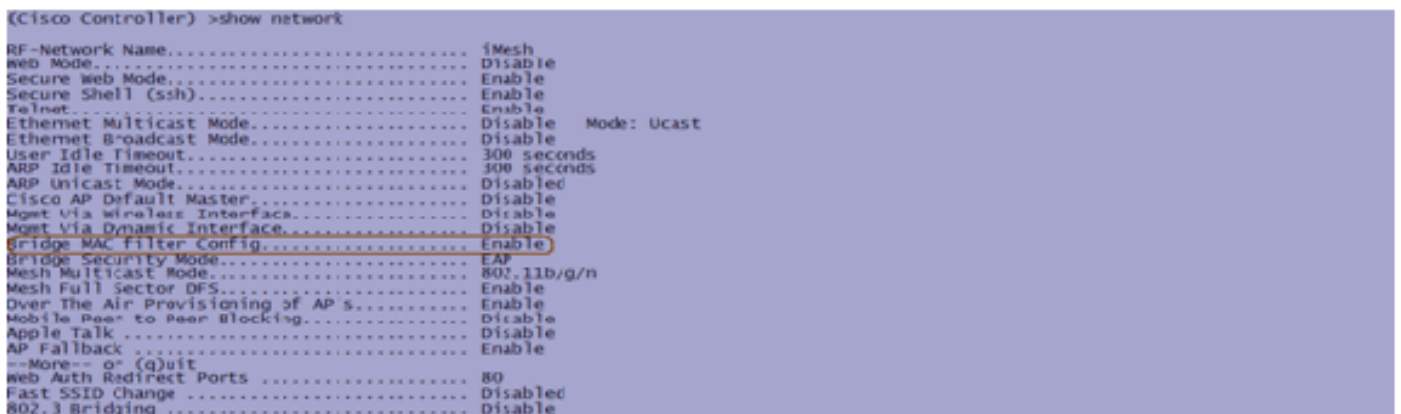 (Cisco Controller) >show network
RF-Network Name............................. iMesh
Web Mode.................................... Disable
Secure Web Mode............................. Enable
Secure Shell (ssh).......................... Enable
Telnet...................................... Enable
Ethernet Multicast Mode..................... Disable   Mode: Ucast
Ethernet Broadcast Mode..................... Disable
User Idle Timeout........................... 300 seconds
ARP Idle Timeout............................ 300 seconds
ARP Unicast Mode............................ Disabled
Cisco AP Default Master..................... Disable
Mgmt Via Wireless Interface................. Disable
Mgmt Via Dynamic Interface.................. Disable
Bridge MAC filter Config.................... Enable
Bridge Security Mode........................ EAP
Mesh Multicast Mode......................... 802.11b/g/n
Mesh Full Sector DFS........................ Enable
Over The Air Provisioning of AP's........... Enable
Mobile Peer to Peer Blocking................ Disable
Apple Talk ................................. Disable
AP Fallback ................................ Enable
--More-- or (q)uit
Web Auth Redirect Ports .................... 80
Fast SSID Change ........................... Disabled
802.3 Bridging ............................. Disable